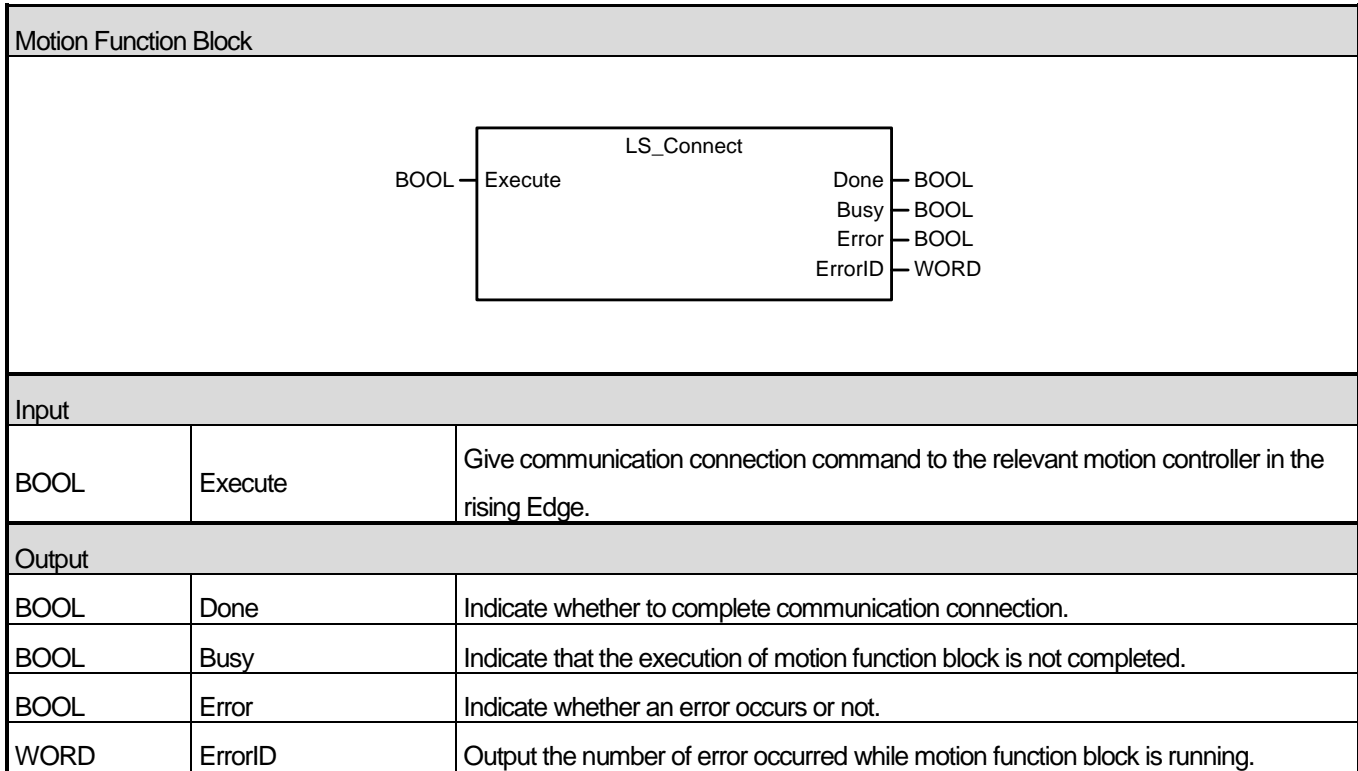 Motion Function Block
LS_Connect
BOOL Execute Done BOOL
Busy BOOL
Error BOOL
ErrorID WORD
Input
BOOL Execute Give communication connection command to the relevant motion controller in the
rising Edge.
Output
BOOL Done Indicate whether to complete communication connection.
BOOL Busy Indicate that the execution of motion function block is not completed.
BOOL Error Indicate whether an error occurs or not.
WORD ErrorID Output the number of error occurred while motion function block is running.